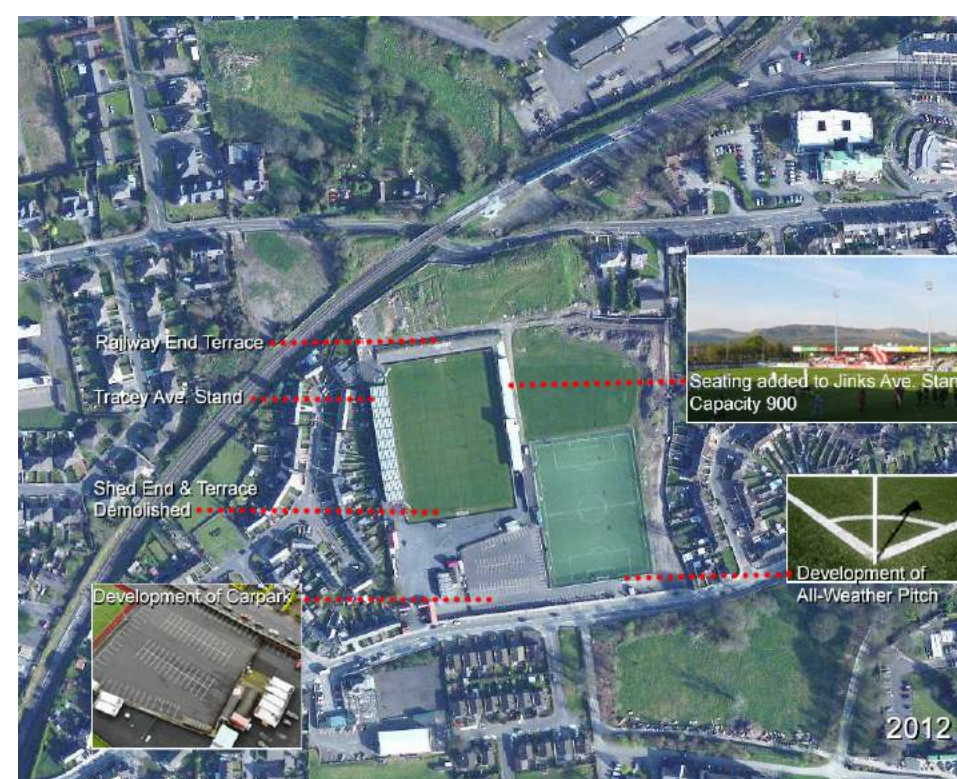 Railway End Terrace
Tracey Ave. Stand
Seating added to Jinks Ave. Stan
Capacity 900
Shed End & Terrace
Demolished
Development of
All-Weather Pitch
Development of Carpark
2012